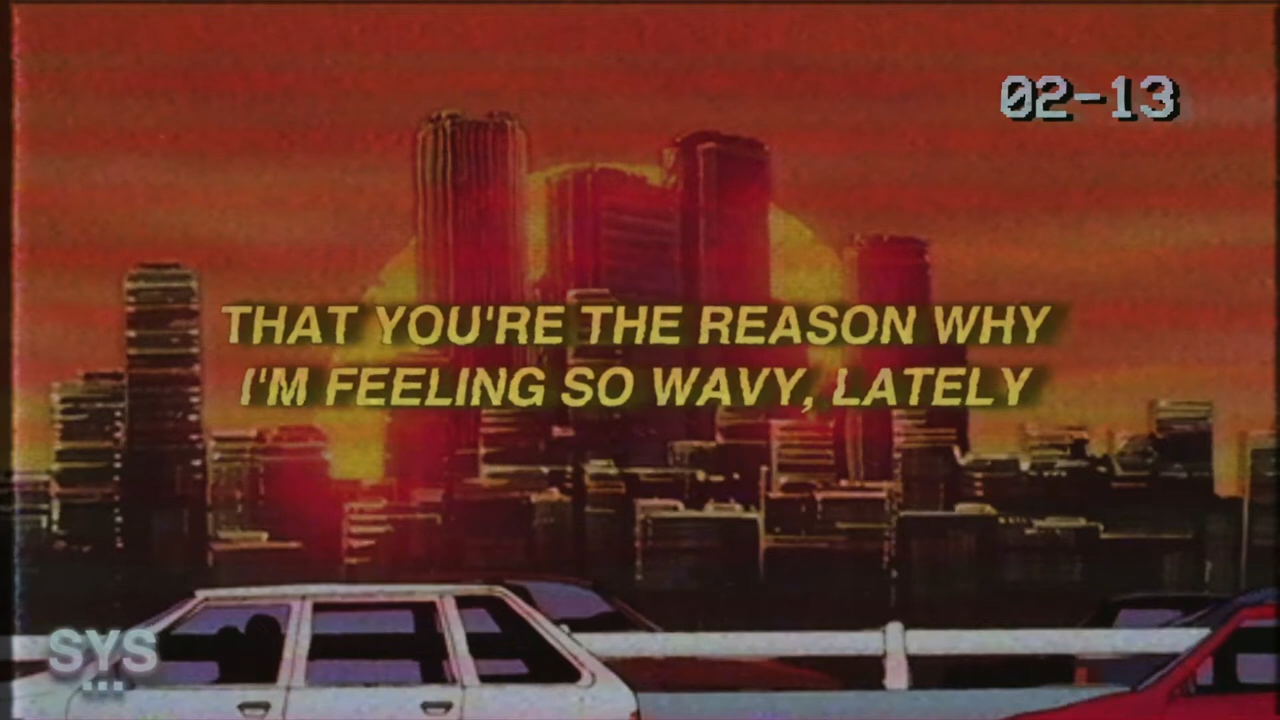 02-13
THAT YOU'RE THE REASON WHY
I'M FEELING SO WAVY, LATELY
SYS
...